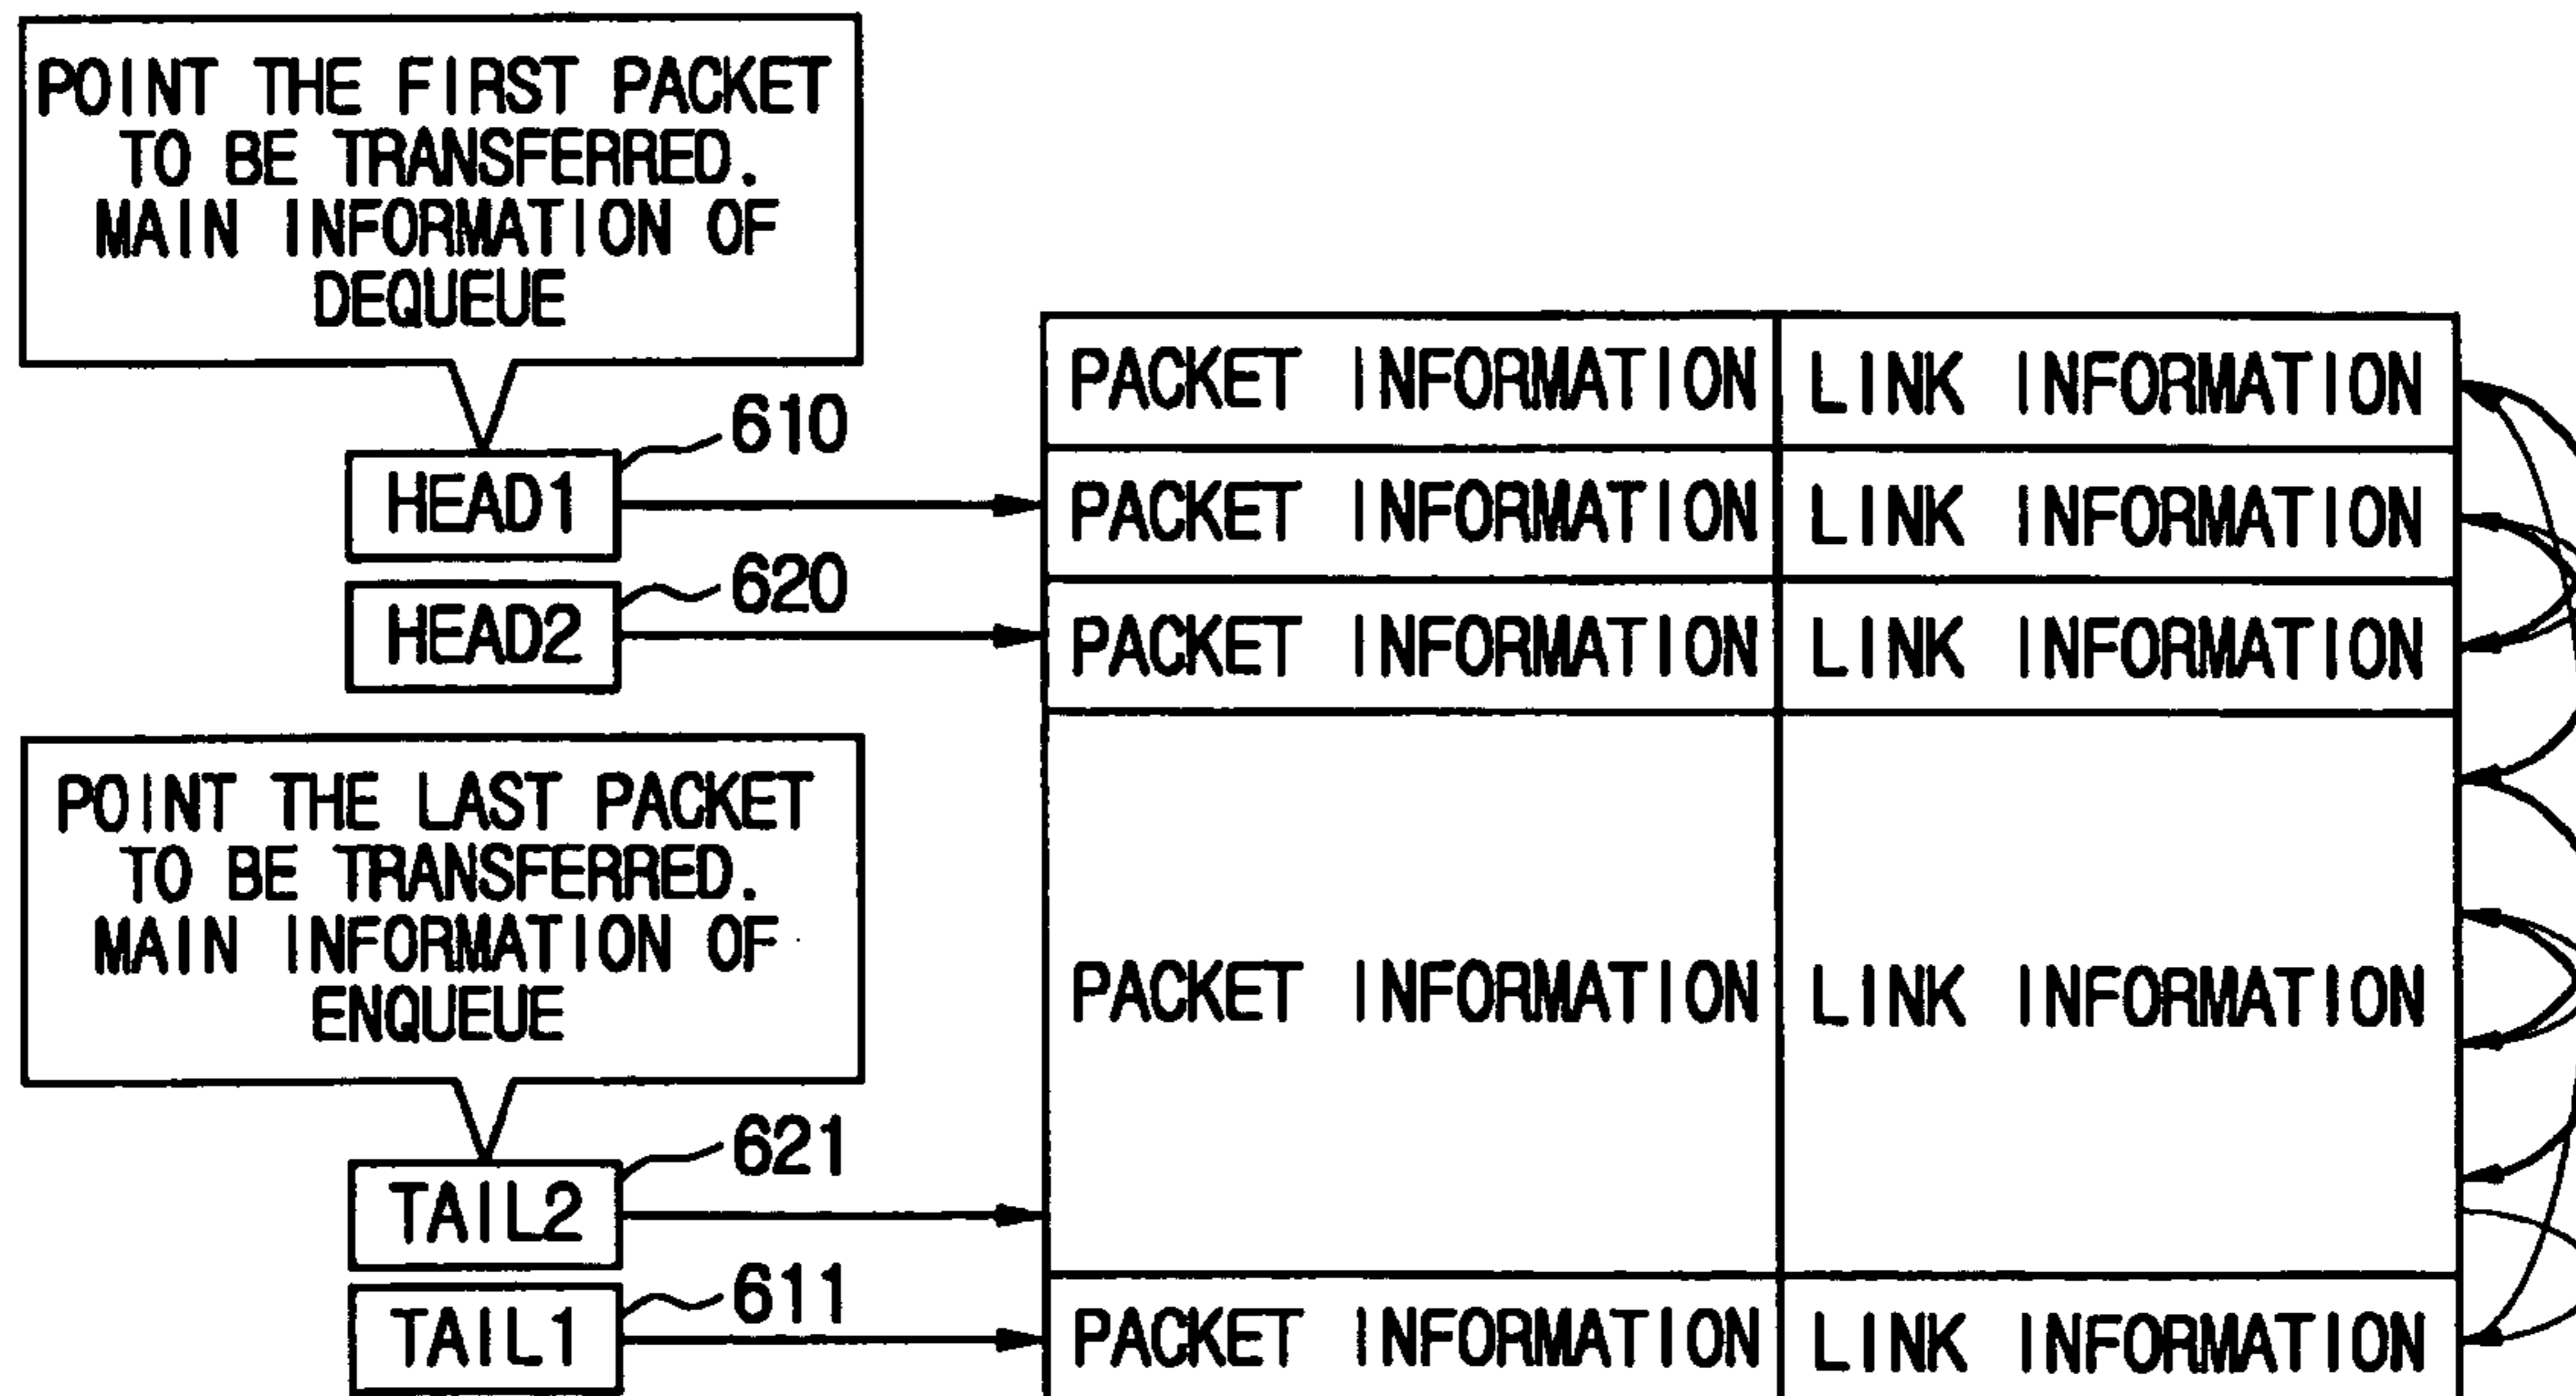 POINT THE FIRST PACKET
TO BE TRANSFERRED.
MAIN INFORMATION OF
DEQUEUE
610
HEAD1
620
HEAD2
POINT THE LAST PACKET
TO BE TRANSFERRED.
MAIN INFORMATION OF
ENQUEUE
621
TAIL2
611
TAIL1
PACKET INFORMATION LINK INFORMATION
PACKET INFORMATION LINK INFORMATION
PACKET INFORMATION LINK INFORMATION
PACKET INFORMATION LINK INFORMATION
PACKET INFORMATION LINK INFORMATION